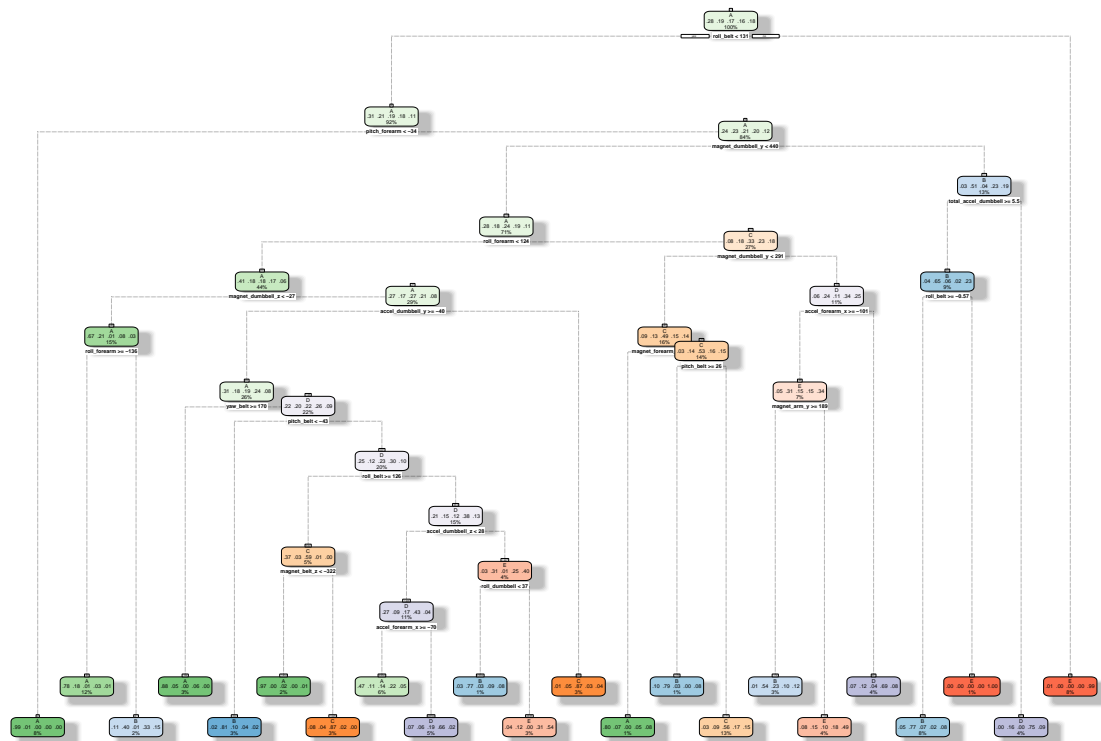 A
.28 .19 .17 .16 .18
100%
roll_belt < 131
A
.31 .21 .19 .18 .11
92%
pitch_forearm < −34
A
.24 .23 .21 .20 .12
84%
magnet_dumbbell_y < 440
B
.03 .51 .04 .23 .19
13%
total_accel_dumbbell >= 5.5
A
.28 .18 .24 .19 .11
71%
roll_forearm < 124
C
.08 .18 .33 .23 .18
27%
magnet_dumbbell_y < 291
A
.41 .18 .18 .17 .06
44%
magnet_dumbbell_z < −27
A
.27 .17 .27 .21 .08
29%
accel_dumbbell_y >= −40
D
.06 .24 .11 .34 .25
11%
accel_forearm_x >= −101
B
.04 .65 .06 .02 .23
9%
roll_belt >= −0.57
A
.67 .21 .01 .08 .03
15%
roll_forearm >= −136
C
.09 .13 .49 .15 .14
16%
magnet_forearm
C
.03 .14 .53 .16 .15
14%
pitch_belt >= 26
A
.31 .18 .19 .24 .08
26%
yaw_belt >= 170
D
.22 .20 .22 .26 .09
22%
pitch_belt < −43
E
.05 .31 .15 .15 .34
7%
magnet_arm_y >= 189
D
.25 .12 .23 .30 .10
20%
roll_belt >= 126
D
.21 .15 .12 .38 .13
15%
accel_dumbbell_z < 28
C
.37 .03 .59 .01 .00
5%
magnet_belt_z < −322
E
.03 .31 .01 .25 .40
4%
roll_dumbbell < 37
D
.27 .09 .17 .43 .04
11%
accel_forearm_x >= −70
A
.78 .18 .01 .03 .01
12%
A
.88 .05 .00 .06 .00
3%
A
.97 .00 .02 .00 .01
2%
A
.47 .11 .14 .22 .05
6%
B
.03 .77 .03 .09 .08
1%
C
.01 .05 .87 .03 .04
3%
B
.10 .79 .03 .00 .08
1%
B
.01 .54 .23 .10 .12
3%
D
.07 .12 .04 .69 .08
4%
E
.00 .00 .00 .00 1.00
1%
E
.01 .00 .00 .00 .99
8%
A
.99 .01 .00 .00 .00
8%
B
.11 .40 .01 .33 .15
2%
B
.02 .81 .10 .04 .02
3%
C
.08 .04 .87 .02 .00
3%
D
.07 .06 .19 .66 .02
5%
E
.04 .12 .00 .31 .54
3%
A
.80 .07 .00 .05 .08
1%
C
.03 .09 .56 .17 .15
13%
E
.08 .15 .10 .18 .49
4%
B
.05 .77 .07 .02 .08
8%
D
.00 .16 .00 .75 .09
4%